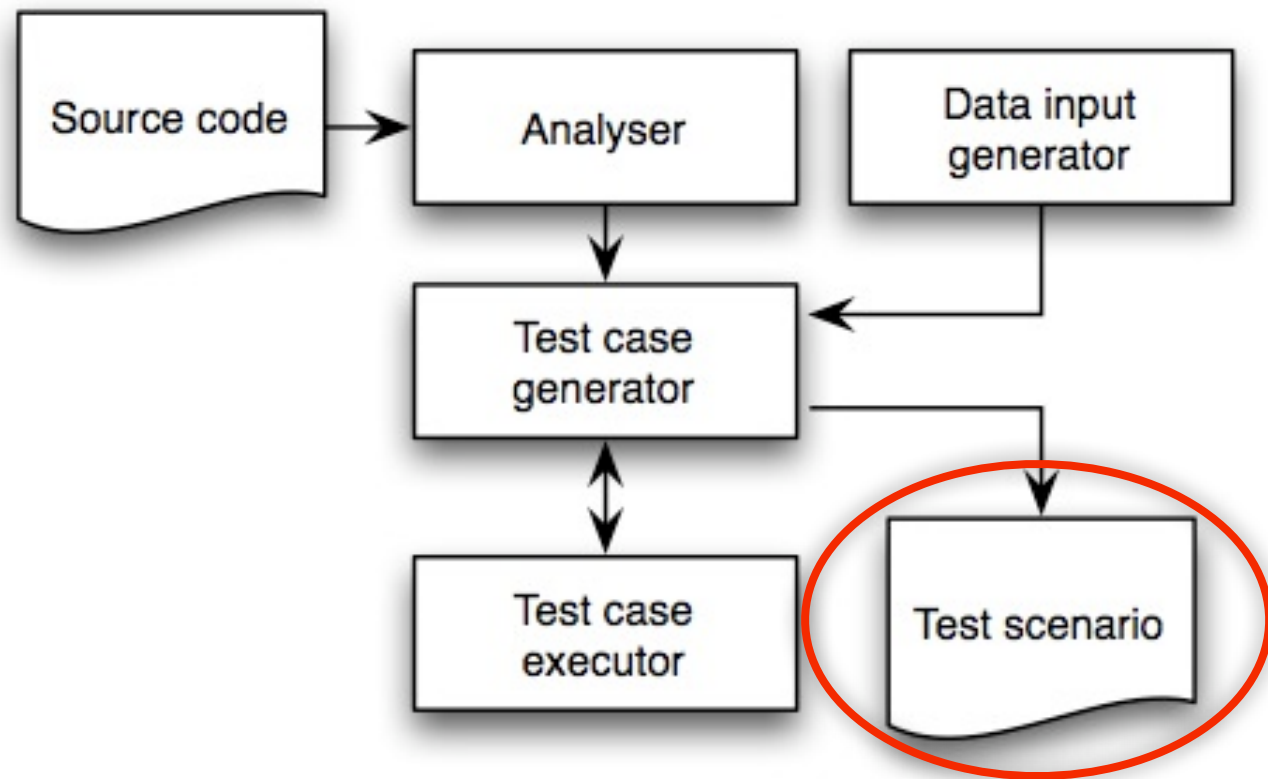 Source code
Analyser
Data input
generator
Test case
generator
Test case
executor
Test scenario